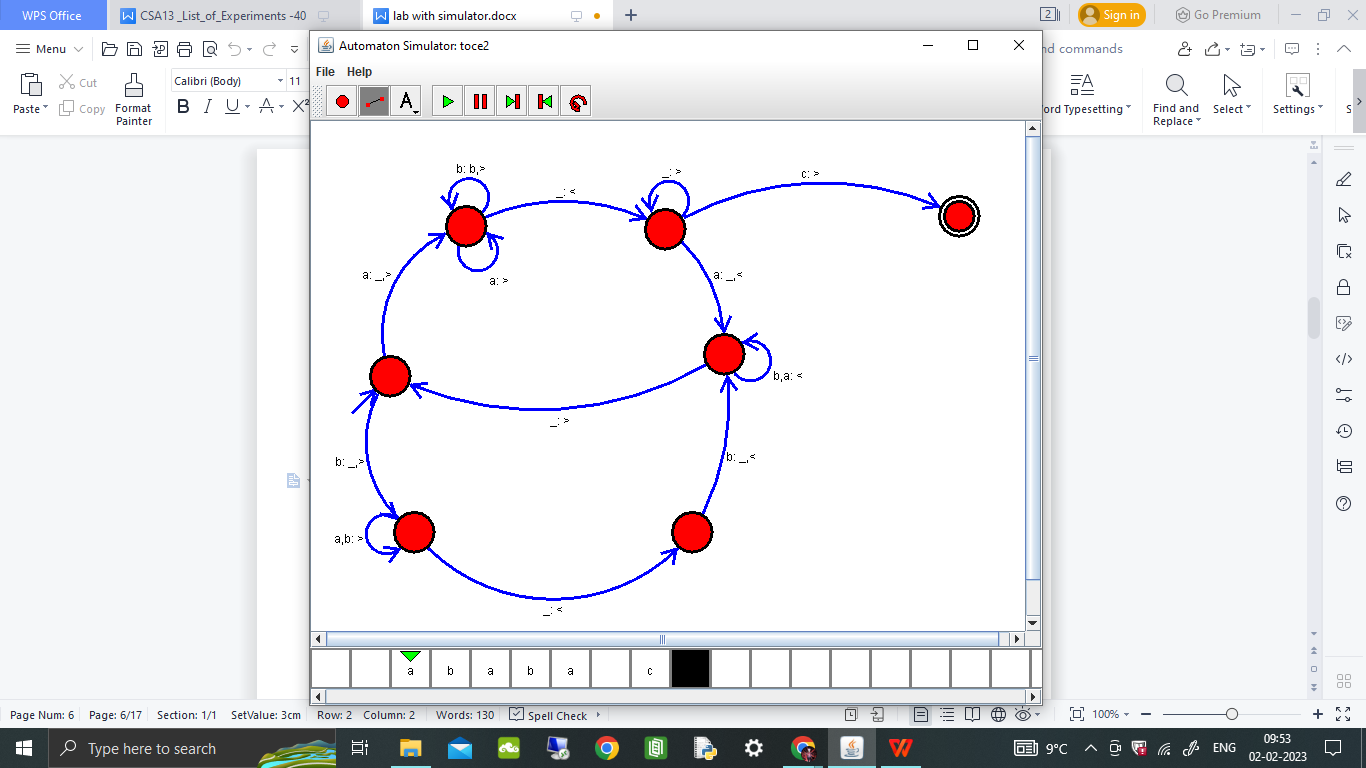 WPS Office
CSA13 _List_of_Experiments -40
lab with simulator.docx
Sign in
Go Premium
Menu
nd commands
Paste
Cut
Copy
Format
Painter
Calibri (Body)
11
ord Typesetting
Find and
Replace
Select
Settings
S
Automaton Simulator: toce2
File Help
b: b,>
_: <
_: >
c: >
a: >
a: _,>
a: _,<
b,a: <
_: >
b: _,>
b: _,<
a,b: >
_: <
a b a b a c
Page Num: 6 Page: 6/17 Section: 1/1 SetValue: 3cm Row: 2 Column: 2 Words: 130 Spell Check 100%
Type here to search
9°C
ENG
09:53
02-02-2023